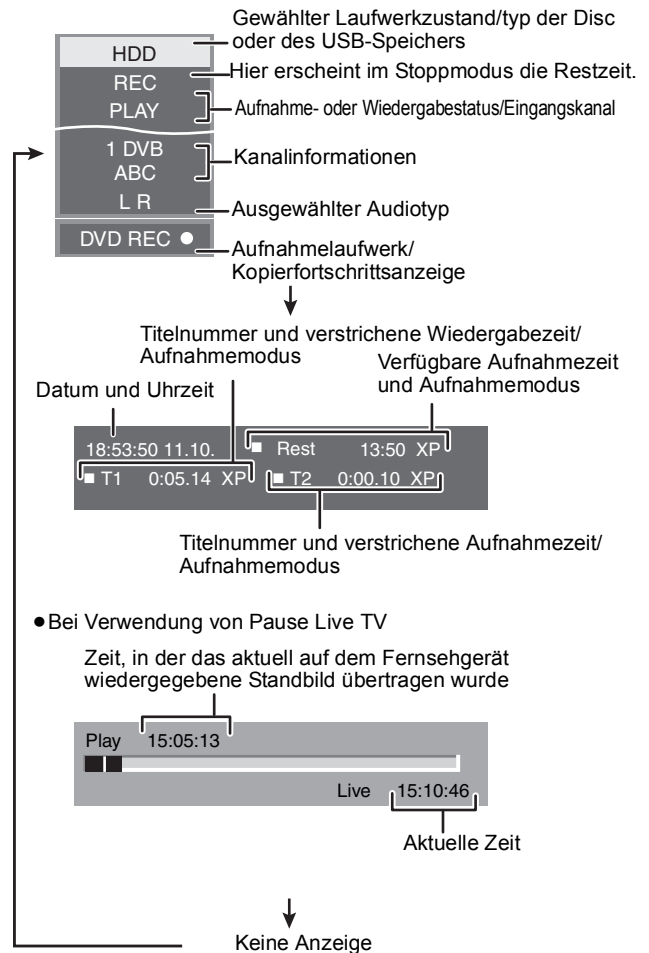 Gewählter Laufwerkzustand/typ der Disc
oder des USB-Speichers
HDD
Hier erscheint im Stoppmodus die Restzeit.
REC
PLAY
Aufnahme- oder Wiedergabestatus/Eingangskanal
1 DVB
ABC
Kanalinformationen
L R
Ausgewählter Audiotyp
DVD REC ●
Aufnahmelaufwerk/
Kopierfortschrittsanzeige
Titelnummer und verstrichene Wiedergabezeit/
Aufnahmemodus
Verfügbare Aufnahmezeit
und Aufnahmemodus
Datum und Uhrzeit
18:53:50 11.10. ■ Rest 13:50 XP
■ T1 0:05.14 XP ■ T2 0:00.10 XP
Titelnummer und verstrichene Aufnahmezeit/
Aufnahmemodus
●Bei Verwendung von Pause Live TV
Zeit, in der das aktuell auf dem Fernsehgerät
wiedergegebene Standbild übertragen wurde
Play 15:05:13
Live 15:10:46
Aktuelle Zeit
Keine Anzeige